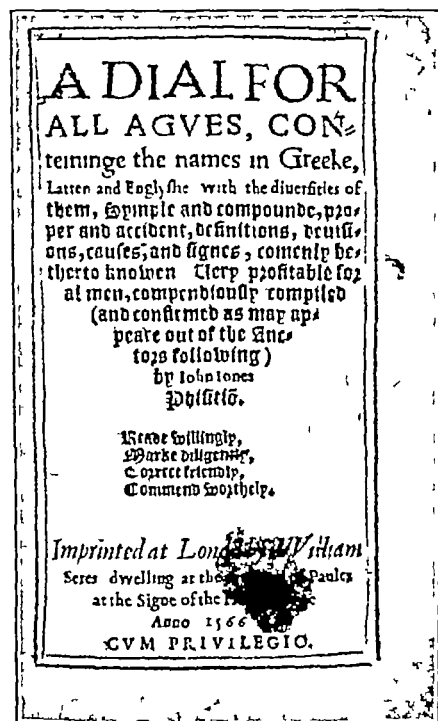 A DIAL FOR
ALL AGVES, CON-
teininge the names in Greeke,
Latten and Englyshe with the diuersities of
them, Symple and compounde, pro-
per and accident, definitions, deuisi-
ons, causes, and signes, comenly he-
therto knowen Very profitable for
al men, compendiously compiled
(and confirmed as may ap-
peare out of the Auc-
tors following)
by Iohn Iones
Phisitiō.
Reade willingly,
Marke diligently,
Correct friendly,
Commend worthely.
Imprinted at William
Seres dwelling at the Paules
at the Signe of the
Anno 1566
CVM PRIVILEGIO.